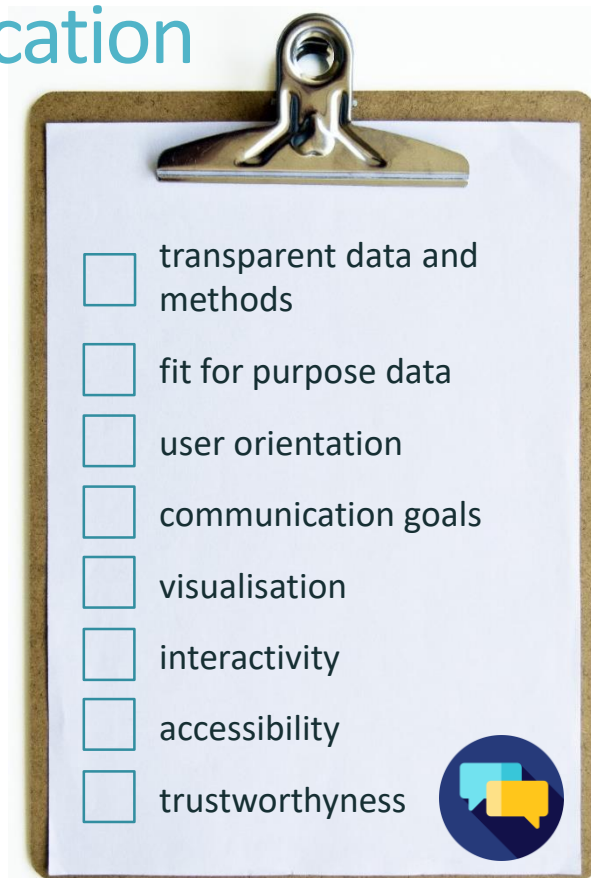 cation
transparent data and
methods
fit for purpose data
user orientation
communication goals
visualisation
interactivity
accessibility
trustworthyness